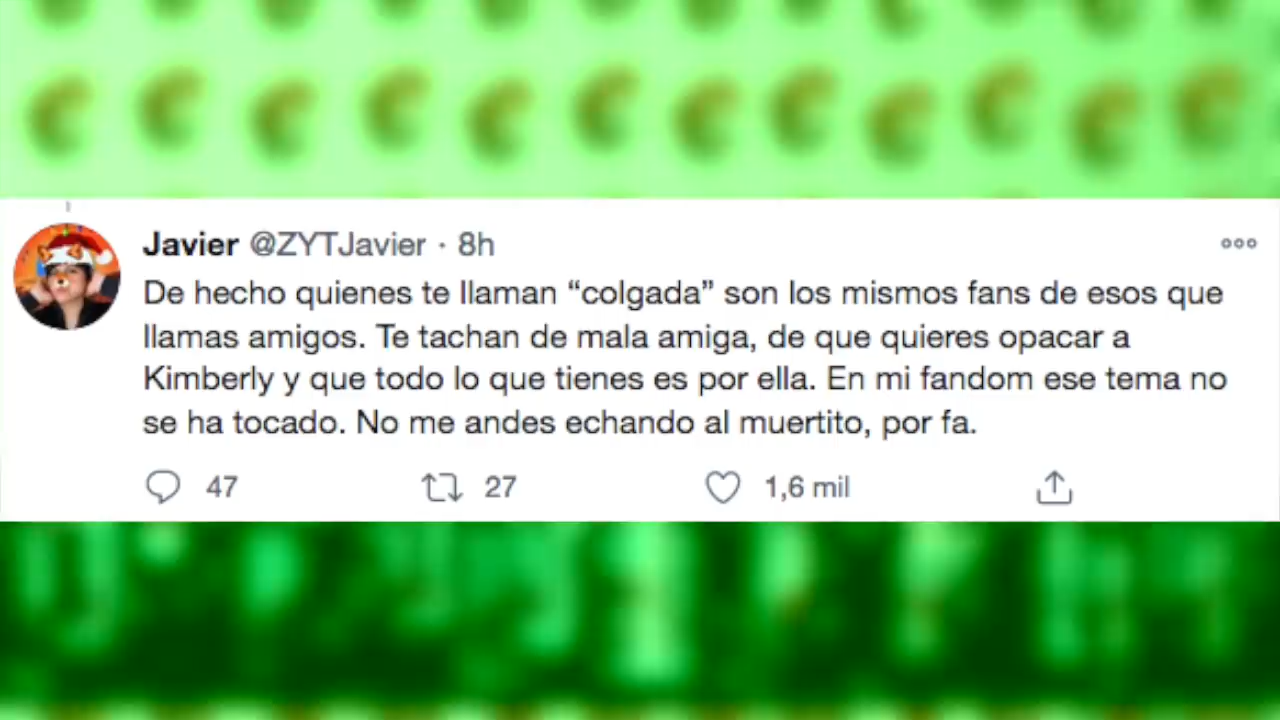 Javier @ZYTJavier · 8h
De hecho quienes te llaman “colgada” son los mismos fans de esos que
llamas amigos. Te tachan de mala amiga, de que quieres opacar a
Kimberly y que todo lo que tienes es por ella. En mi fandom ese tema no
se ha tocado. No me andes echando al muertito, por fa.
47 27 1,6 mil